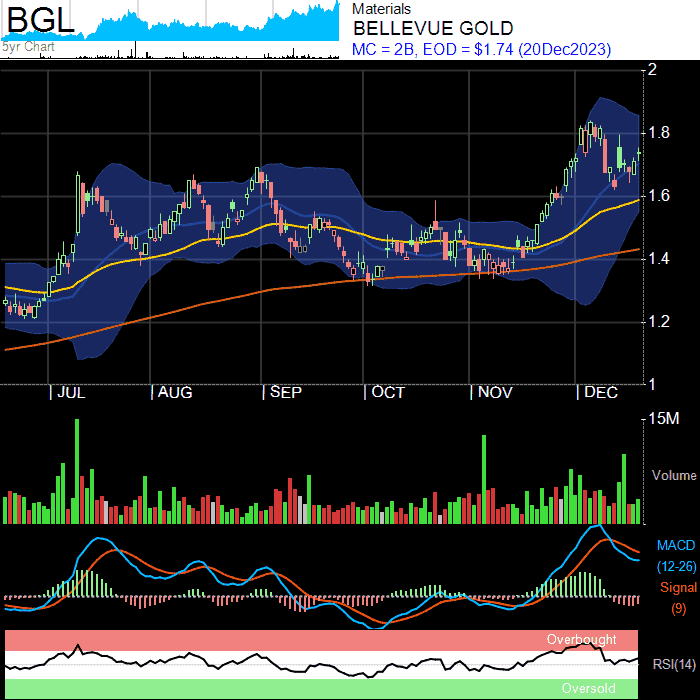 BGL
5yr Chart
Materials
BELLEVUE GOLD
MC = 2B, EOD = $1.74 (20Dec2023)
2
1.8
1.6
1.4
1.2
1
| JUL | AUG | SEP | OCT | NOV | DEC
15M
Volume
MACD
(12-26)
Signal
(9)
Overbought
RSI(14)
Oversold